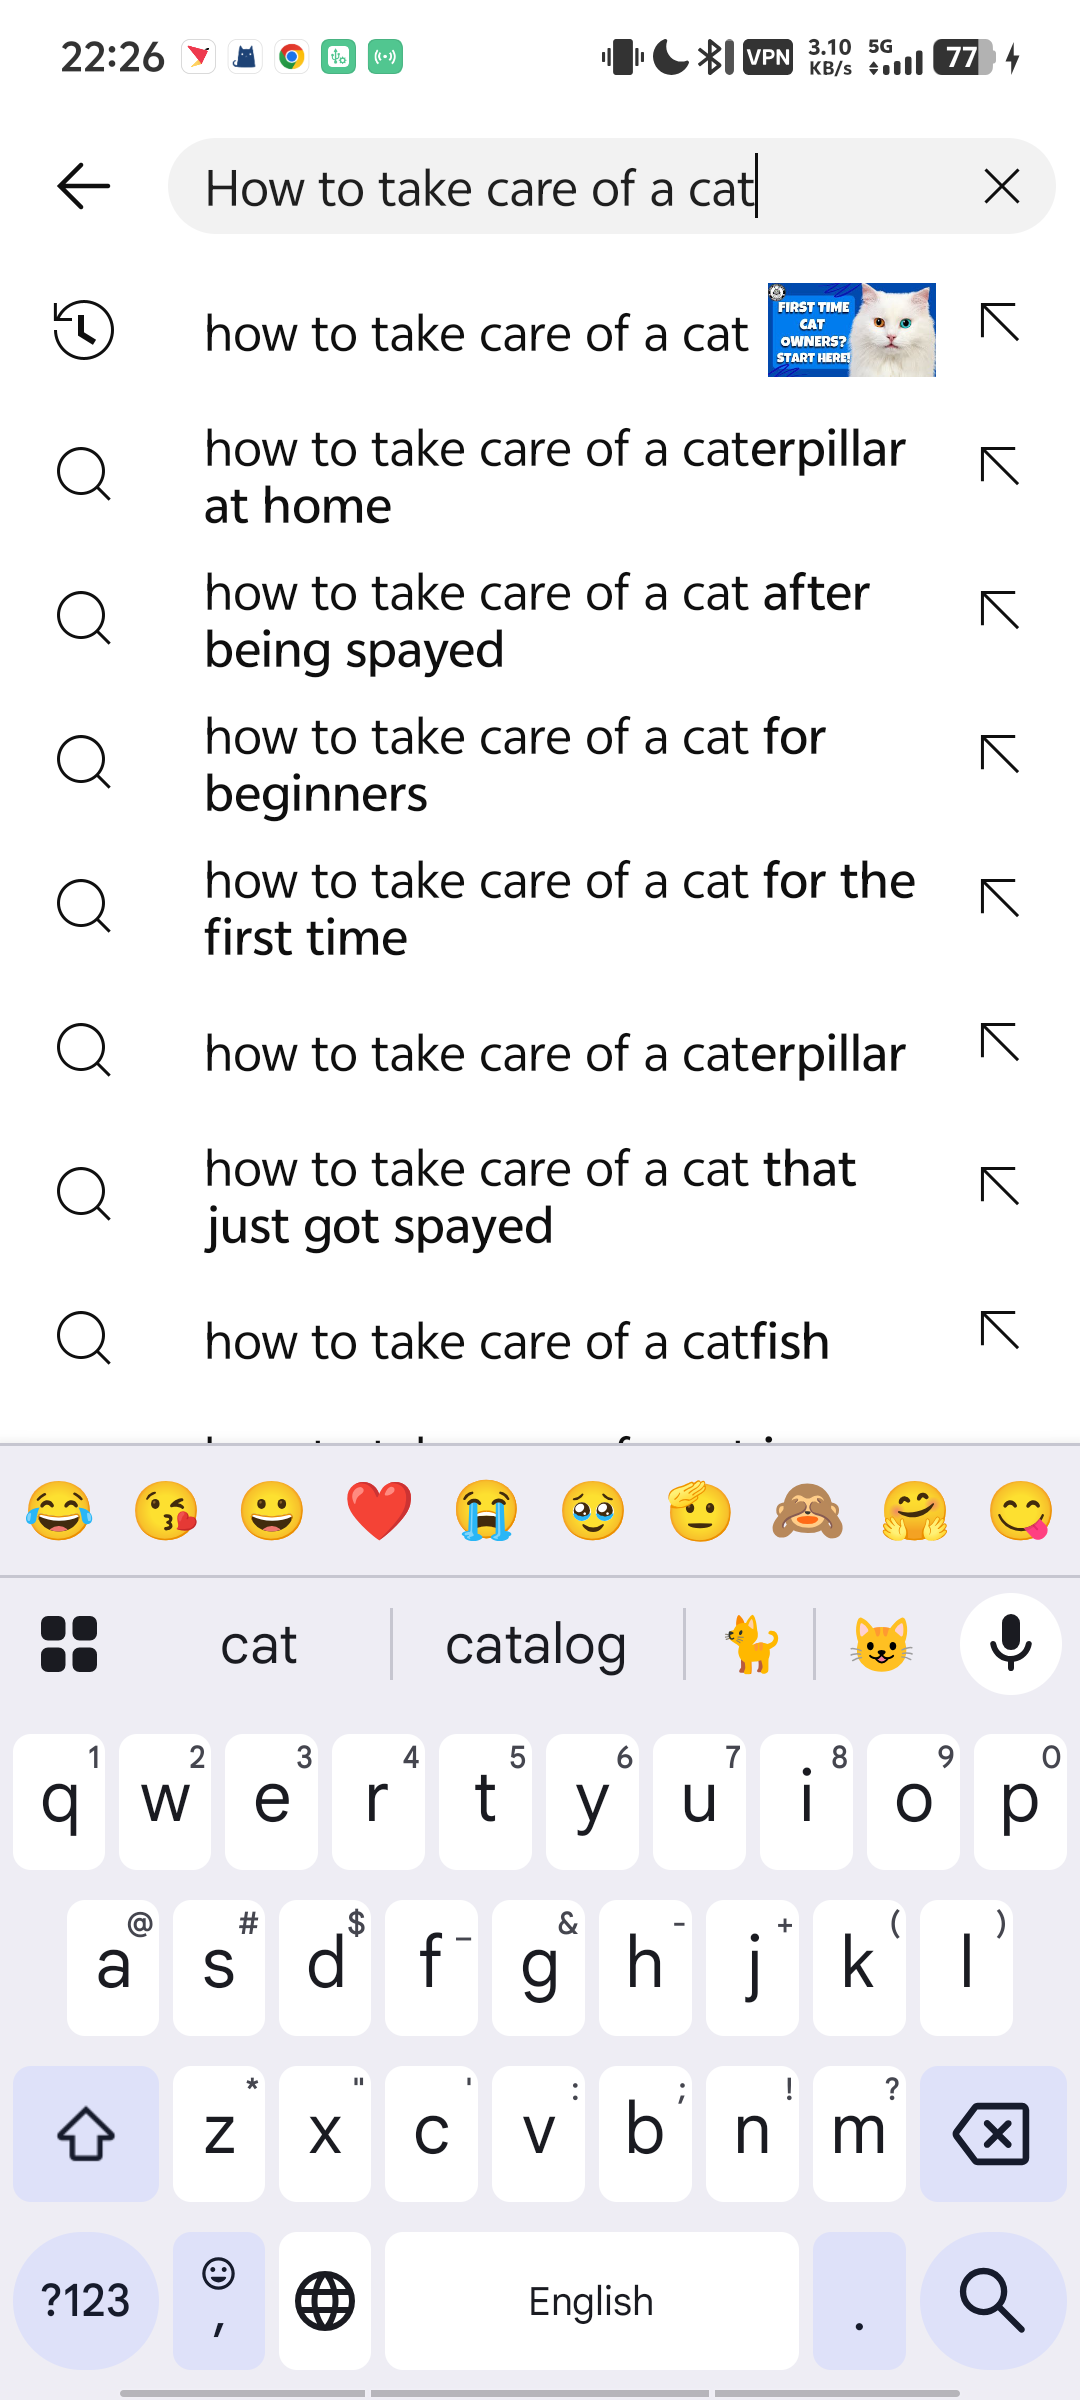 22:26 VPN 3.10 KB/s 5G 77
How to take care of a cat
how to take care of a cat
FIRST TIME
CAT
OWNERS?
START HERE!
how to take care of a caterpillar
at home
how to take care of a cat after
being spayed
how to take care of a cat for
beginners
how to take care of a cat for the
first time
how to take care of a caterpillar
how to take care of a cat that
just got spayed
how to take care of a catfish
cat catalog
1 2 3 4 5 6 7 8 9 0
q w e r t y u i o p
@ # $ _ & - + ( )
a s d f g h j k l
* " ' : ; ! ?
z x c v b n m
?123 , English .